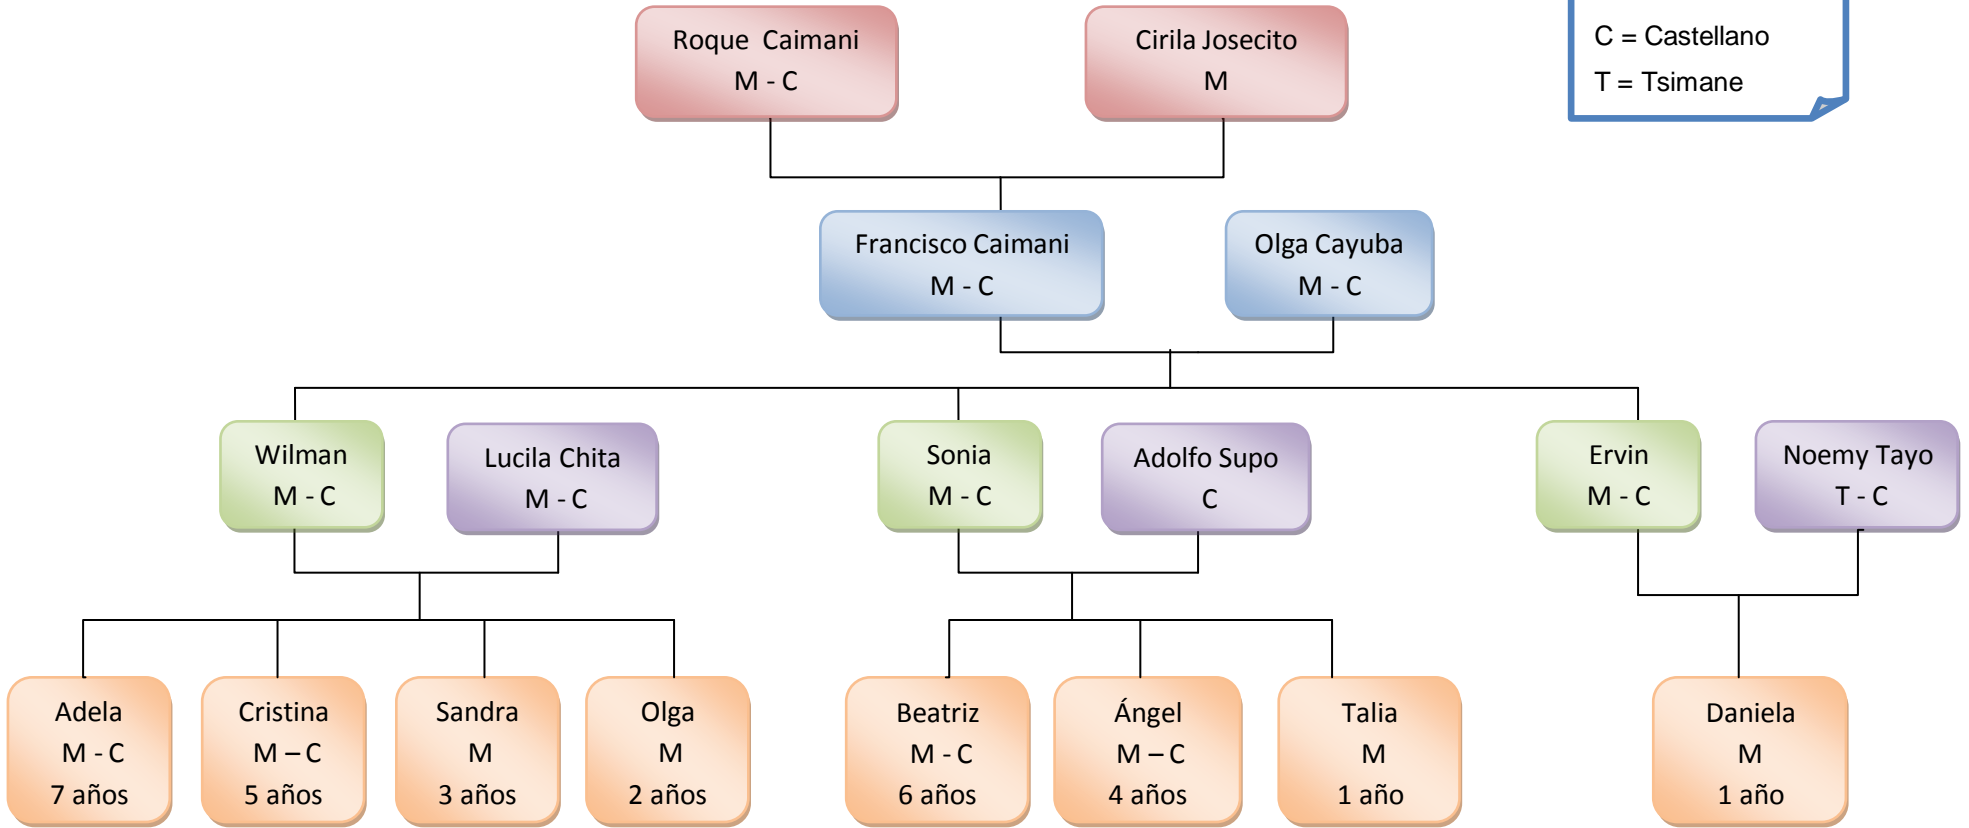 Roque  Caimani
M - C
Cirila Josecito
M
C = Castellano
T = Tsimane
Francisco Caimani
M - C
Olga Cayuba
M - C
Wilman
M - C
Lucila Chita
M - C
Sonia
M - C
Adolfo Supo
C
Ervin
M - C
Noemy Tayo
T - C
Adela
M - C
7 años
Cristina
M – C
5 años
Sandra
M
3 años
Olga
M
2 años
Beatriz
M - C
6 años
Ángel
M – C
4 años
Talia
M
1 año
Daniela
M
1 año